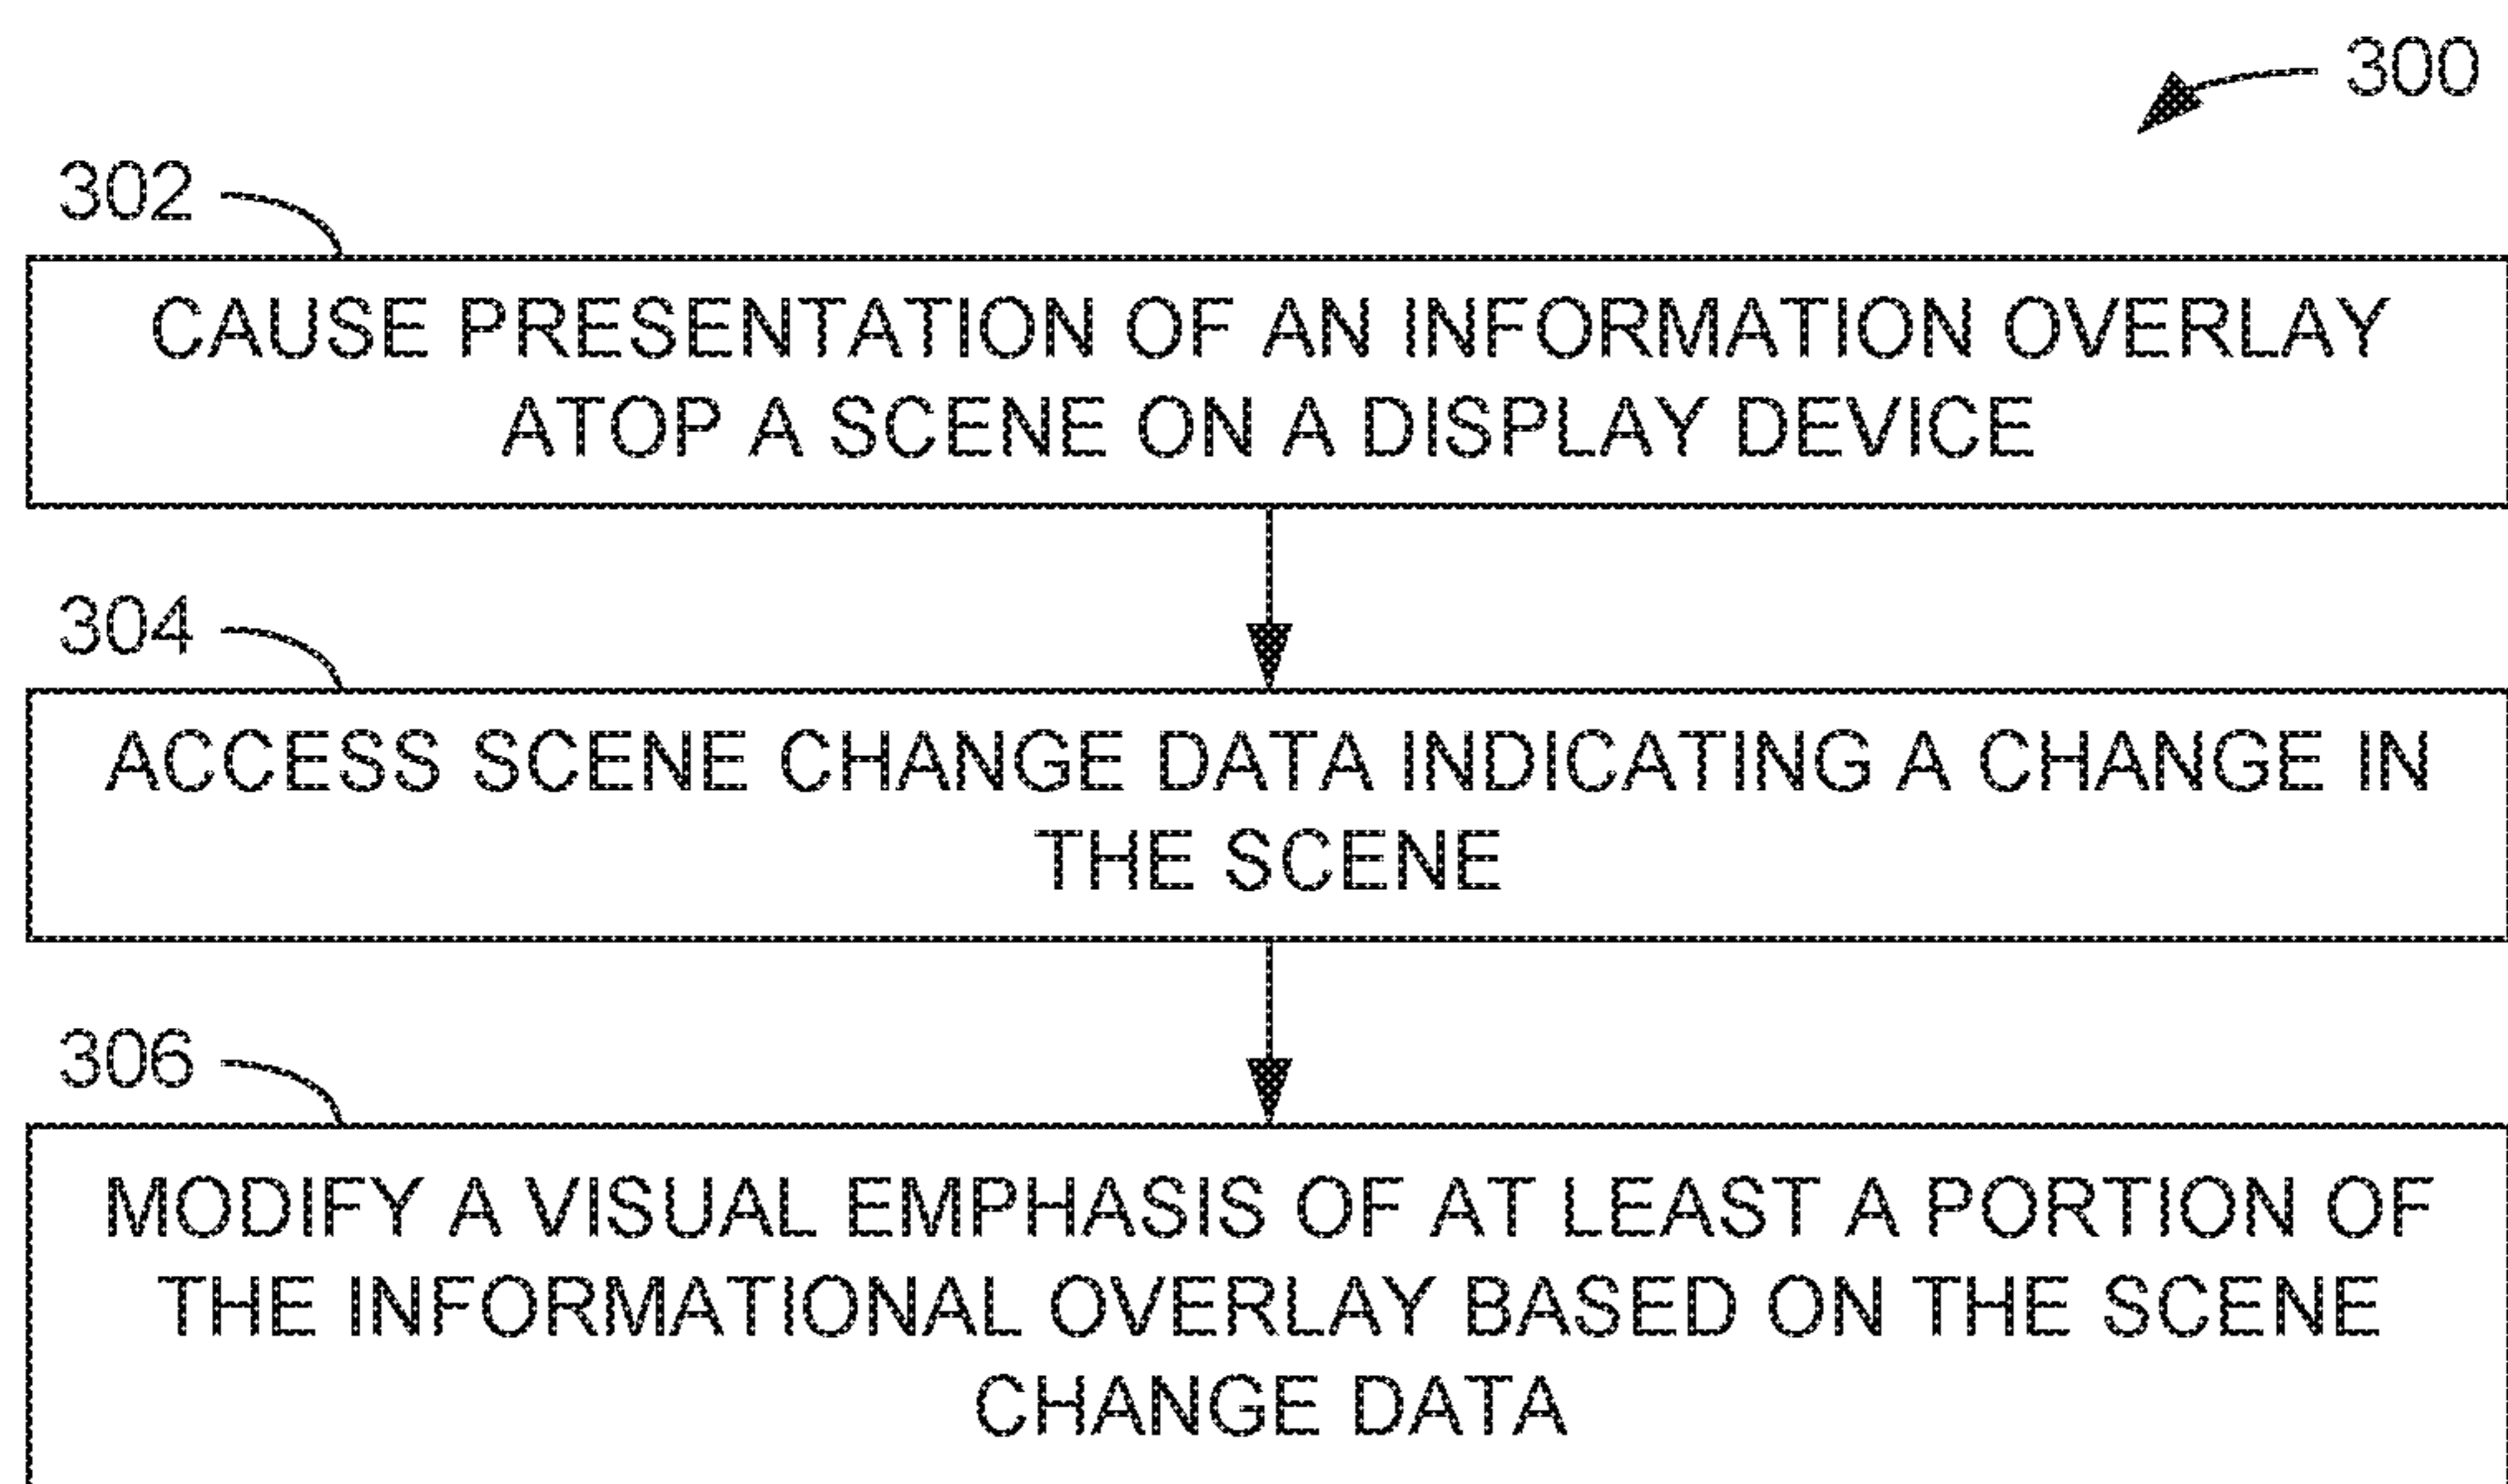 300
302
CAUSE PRESENTATION OF AN INFORMATION OVERLAY
ATOP A SCENE ON A DISPLAY DEVICE
304
ACCESS SCENE CHANGE DATA INDICATING A CHANGE IN
THE SCENE
306
MODIFY A VISUAL EMPHASIS OF AT LEAST A PORTION OF
THE INFORMATIONAL OVERLAY BASED ON THE SCENE
CHANGE DATA